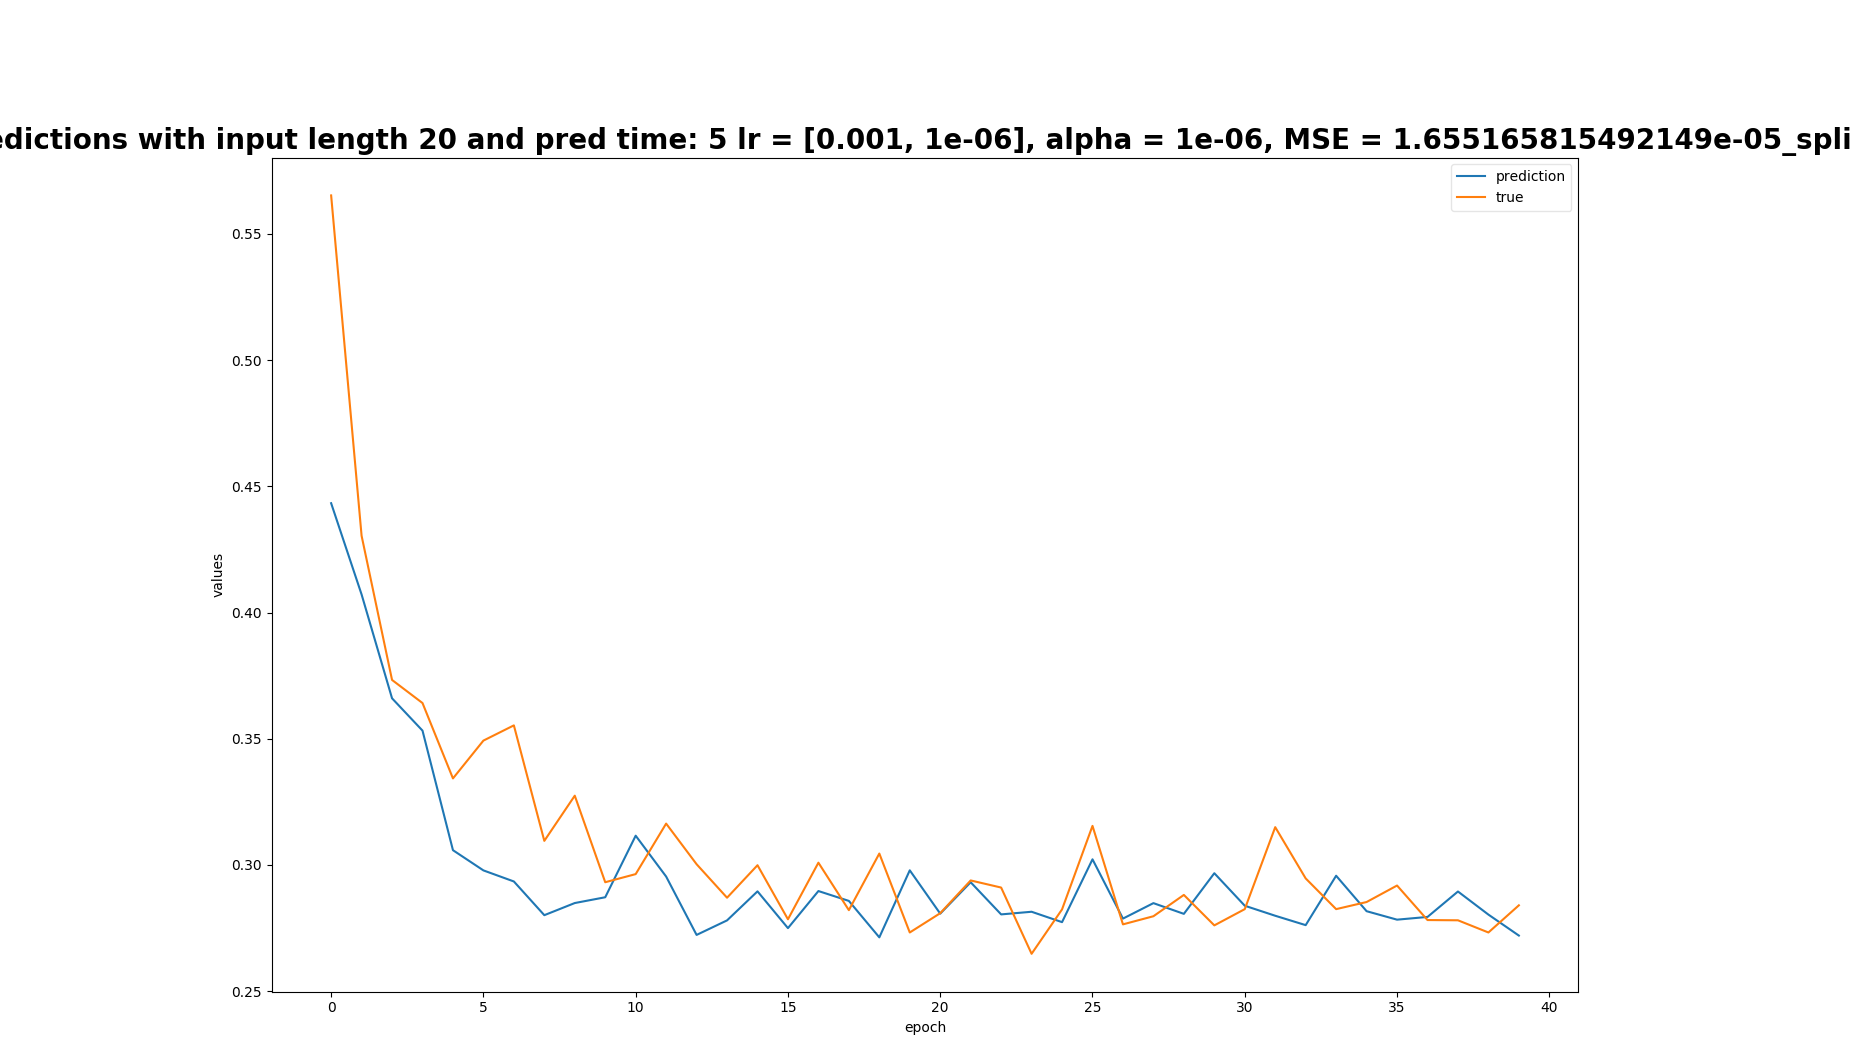 edictions with input length 20 and pred time: 5 lr = [0.001, 1e-06], alpha = 1e-06, MSE = 1.655165815492149e-05_spli
prediction
true
0.55
0.50
0.45
0.40
0.35
0.30
0.25
values
0 5 10 15 20 25 30 35 40
epoch